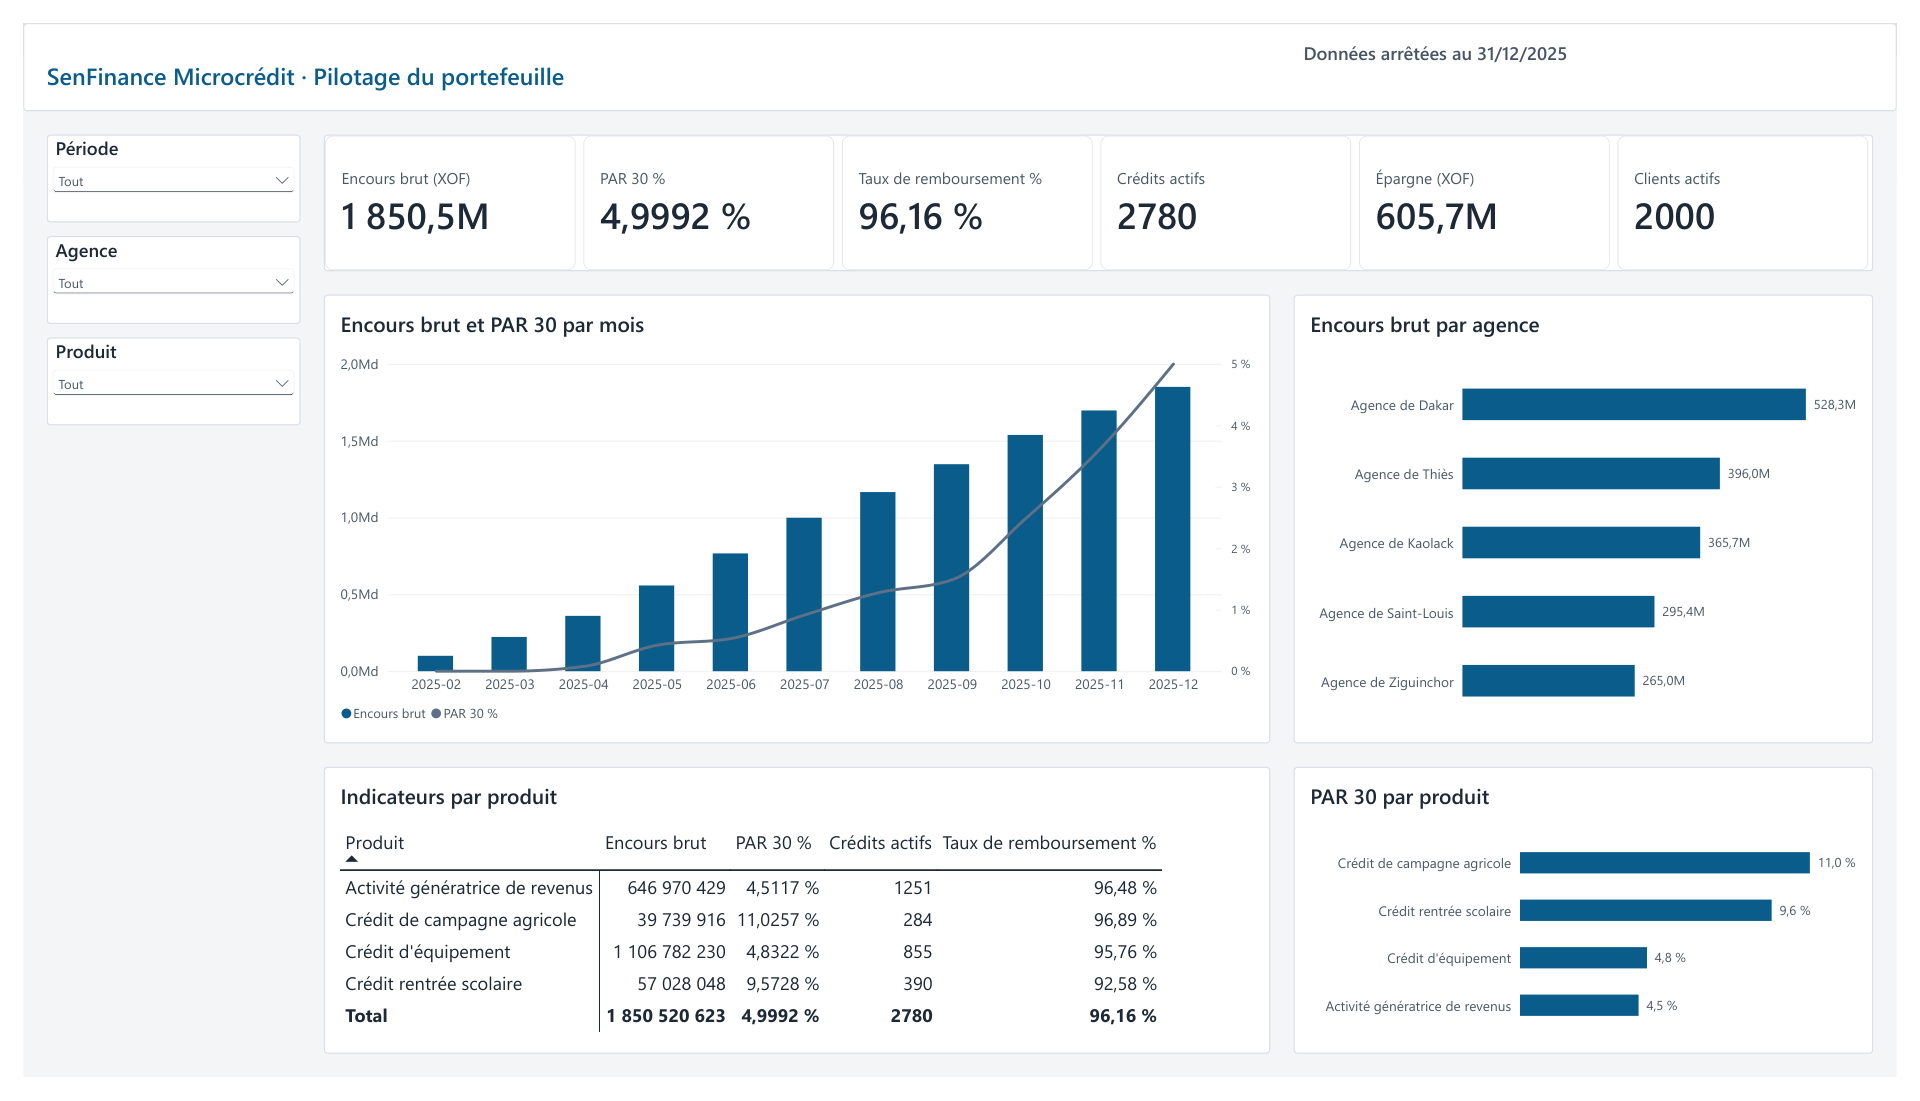 Données arrêtées au 31/12/2025
SenFinance Microcrédit · Pilotage du portefeuille
Période
Tout
Agence
Tout
Produit
Tout
Encours brut (XOF)
1 850,5M
PAR 30 %
4,9992 %
Taux de remboursement %
96,16 %
Crédits actifs
2780
Épargne (XOF)
605,7M
Clients actifs
2000
Encours brut et PAR 30 par mois
2,0Md
1,5Md
1,0Md
0,5Md
0,0Md
5 %
4 %
3 %
2 %
1 %
0 %
2025-02 2025-03 2025-04 2025-05 2025-06 2025-07 2025-08 2025-09 2025-10 2025-11 2025-12
Encours brut PAR 30 %
Encours brut par agence
Agence de Dakar 528,3M
Agence de Thiès 396,0M
Agence de Kaolack 365,7M
Agence de Saint-Louis 295,4M
Agence de Ziguinchor 265,0M
Indicateurs par produit
Produit Encours brut PAR 30 % Crédits actifs Taux de remboursement %
Activité génératrice de revenus 646 970 429 4,5117 % 1251 96,48 %
Crédit de campagne agricole 39 739 916 11,0257 % 284 96,89 %
Crédit d'équipement 1 106 782 230 4,8322 % 855 95,76 %
Crédit rentrée scolaire 57 028 048 9,5728 % 390 92,58 %
Total 1 850 520 623 4,9992 % 2780 96,16 %
PAR 30 par produit
Crédit de campagne agricole 11,0 %
Crédit rentrée scolaire 9,6 %
Crédit d'équipement 4,8 %
Activité génératrice de revenus 4,5 %